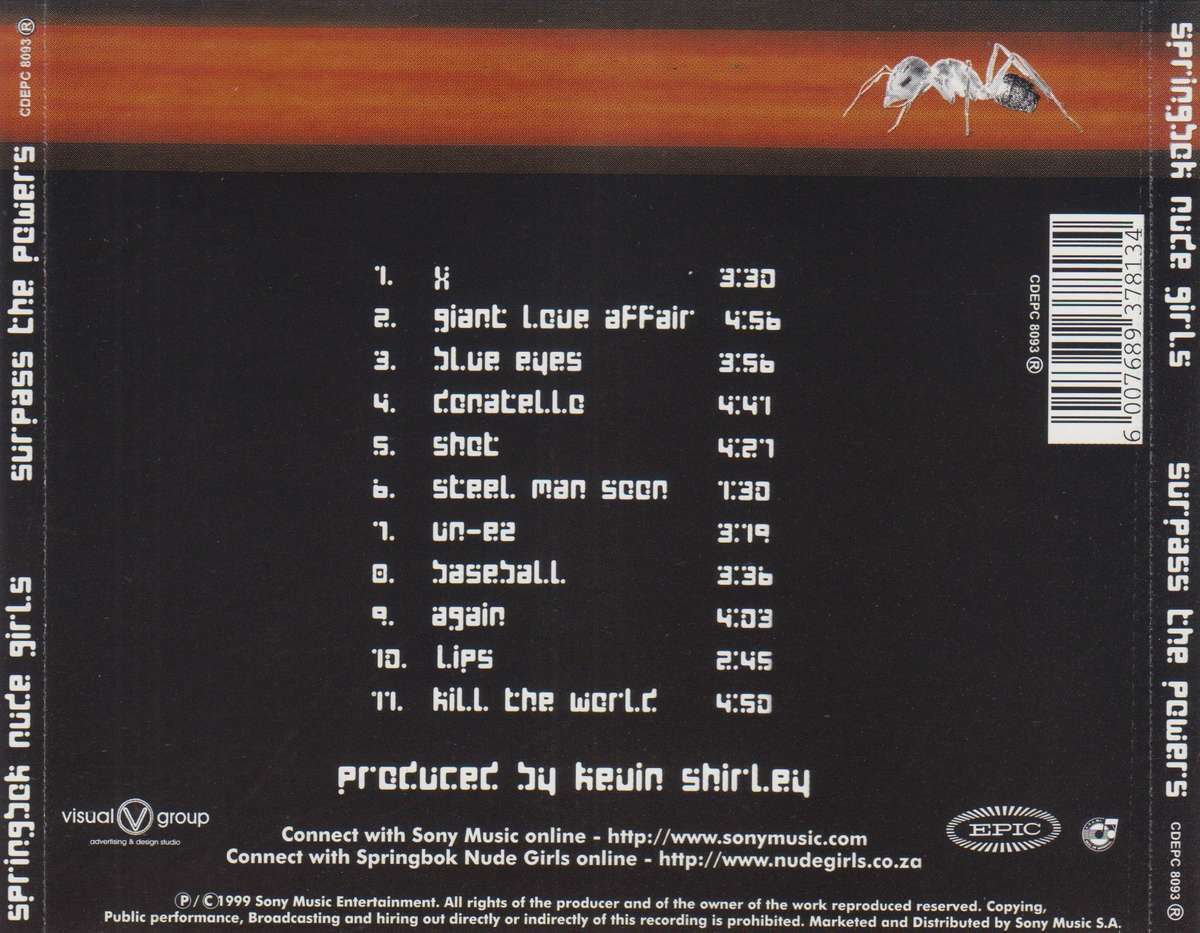 springbok nude girls surpass the powers CDEPC 8093 ®
springbok nude girls surpass the powers CDEPC 8093 ®
1. x 3:30
2. giant love affair 4:56
3. blue eyes 3:56
4. donatello 4:41
5. shot 4:27
6. steel man soon 1:30
7. un-ez 3:19
8. baseball 3:36
9. again 4:03
10. lips 2:45
11. kill the world 4:50
CDEPC 8093 ®
6 007689 378134
produced by kevin shirley
visual V group
advertising & design studio
Connect with Sony Music online - http://www.sonymusic.com
Connect with Springbok Nude Girls online - http://www.nudegirls.co.za
EPIC
℗/©1999 Sony Music Entertainment. All rights of the producer and of the owner of the work reproduced reserved. Copying,
Public performance, Broadcasting and hiring out directly or indirectly of this recording is prohibited. Marketed and Distributed by Sony Music S.A.